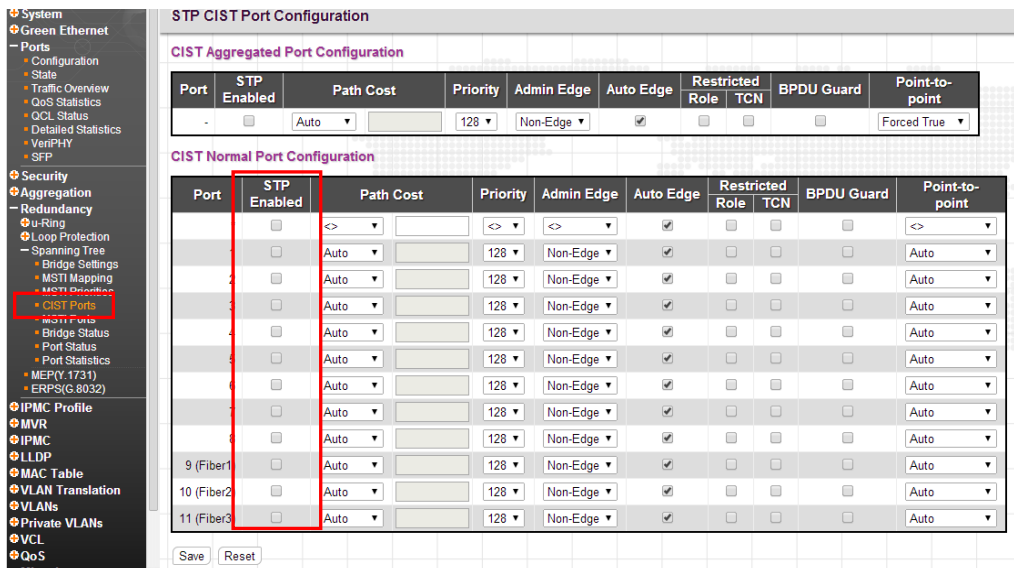 System
Green Ethernet
Ports
Configuration
State
Traffic Overview
QoS Statistics
QCL Status
Detailed Statistics
VeriPHY
SFP
Security
Aggregation
Redundancy
u-Ring
Loop Protection
Spanning Tree
Bridge Settings
MSTI Mapping
MSTI Priorities
CIST Ports
MSTI Ports
Bridge Status
Port Status
Port Statistics
MEP(Y.1731)
ERPS(G.8032)
IPMC Profile
MVR
IPMC
LLDP
MAC Table
VLAN Translation
VLANs
Private VLANs
VCL
QoS
STP CIST Port Configuration
CIST Aggregated Port Configuration
Port STP Enabled Path Cost Priority Admin Edge Auto Edge Restricted Role TCN BPDU Guard Point-to-point
- Auto 128 Non-Edge Forced True
CIST Normal Port Configuration
Port STP Enabled Path Cost Priority Admin Edge Auto Edge Restricted Role TCN BPDU Guard Point-to-point
<> <> <> <>
1 Auto 128 Non-Edge Auto
2 Auto 128 Non-Edge Auto
3 Auto 128 Non-Edge Auto
4 Auto 128 Non-Edge Auto
5 Auto 128 Non-Edge Auto
6 Auto 128 Non-Edge Auto
7 Auto 128 Non-Edge Auto
8 Auto 128 Non-Edge Auto
9 (Fiber1 Auto 128 Non-Edge Auto
10 (Fiber2 Auto 128 Non-Edge Auto
11 (Fiber3 Auto 128 Non-Edge Auto
Save Reset